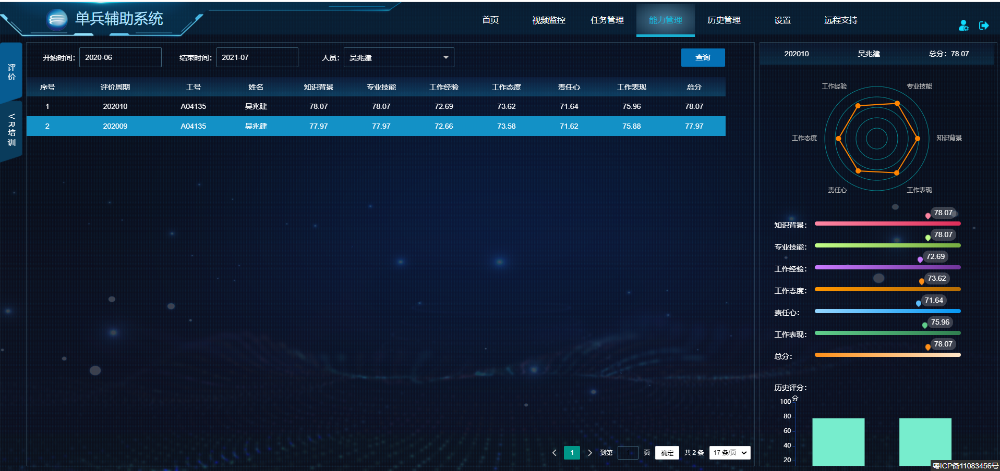 单兵辅助系统
首页 视频监控 任务管理 能力管理 历史管理 设置 远程支持
评价
VR培训
开始时间： 2020-06 结束时间： 2021-07 人员： 吴兆建 查询
序号 评价周期 工号 姓名 知识背景 专业技能 工作经验 工作态度 责任心 工作表现 总分
1 202010 A04135 吴兆建 78.07 78.07 72.69 73.62 71.64 75.96 78.07
2 202009 A04135 吴兆建 77.97 77.97 72.66 73.58 71.62 75.88 77.97
1 到第 页 确定 共 2 条 17 条/页
202010 吴兆建 总分：78.07
工作经验 专业技能
工作态度 知识背景
责任心 工作表现
78.07
知识背景：
78.07
专业技能：
72.69
工作经验：
73.62
工作态度：
71.64
责任心：
75.96
工作表现：
78.07
总分：
历史评分：
分
100
80
60
40
20
粤ICP备11083456号